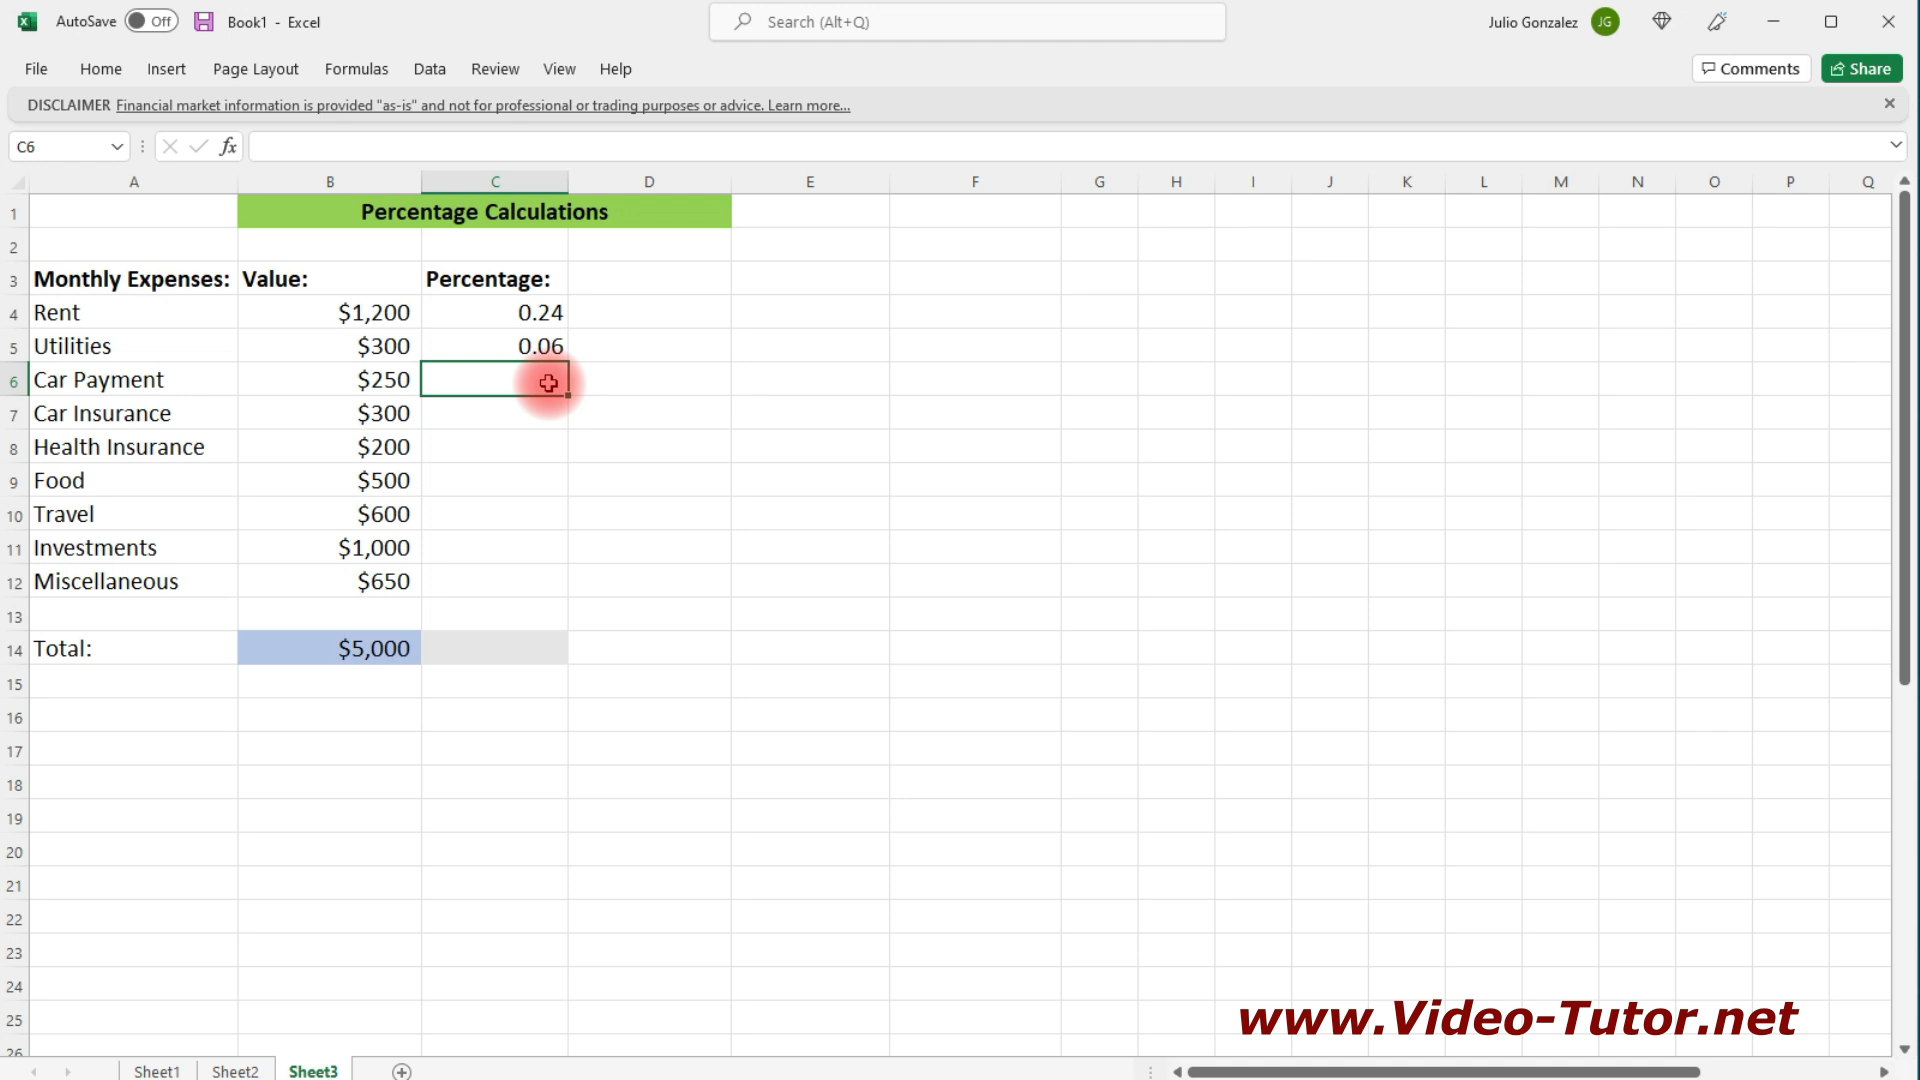 AutoSave Off Book1 - Excel Search (Alt+Q) Julio Gonzalez JG
File Home Insert Page Layout Formulas Data Review View Help Comments Share
DISCLAIMER Financial market information is provided "as-is" and not for professional or trading purposes or advice. Learn more...
C6 fx
A B C D E F G H I J K L M N O P Q
1 Percentage Calculations
2
3 Monthly Expenses: Value: Percentage:
4 Rent $1,200 0.24
5 Utilities $300 0.06
6 Car Payment $250
7 Car Insurance $300
8 Health Insurance $200
9 Food $500
10 Travel $600
11 Investments $1,000
12 Miscellaneous $650
13
14 Total: $5,000
15
16
17
18
19
20
21
22
23
24
25
26
www.Video-Tutor.net
Sheet1 Sheet2 Sheet3